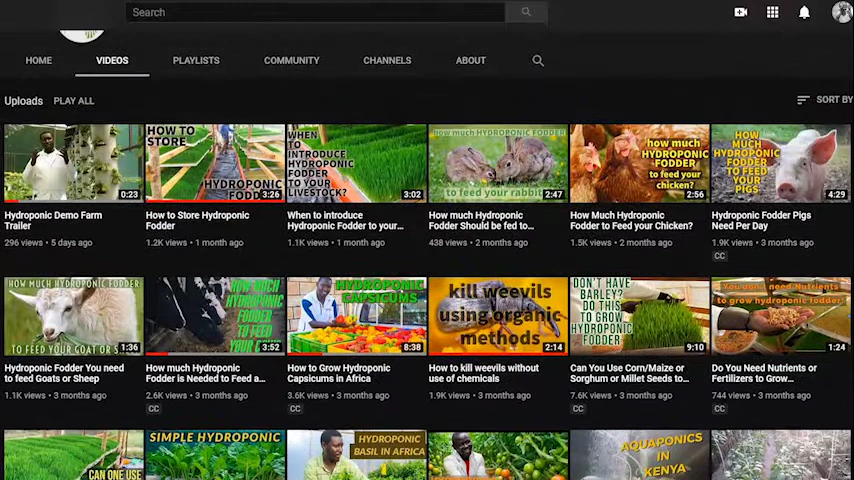 Search
HOME
VIDEOS
PLAYLISTS
COMMUNITY
CHANNELS
ABOUT
Uploads
PLAY ALL
SORT BY
HOW TO
STORE
HYDROPONIC
FODDER
3:26
0:23
WHEN
TO
INTRODUCE
HYDROPONIC
FODDER
TO YOUR
LIVESTOCK?
3:02
how much HYDROPONIC FODDER
to feed your rabbit
2:47
how much
HYDROPONIC
FODDER
to feed your
chicken?
2:56
HOW
MUCH
HYDROPONIC
FODDER
TO FEED
YOUR
PIGS
4:29
Hydroponic Demo Farm
Trailer
296 views • 5 days ago
How to Store Hydroponic
Fodder
1.2K views • 1 month ago
When to introduce
Hydroponic Fodder to your...
1.1K views • 1 month ago
How much Hydroponic
Fodder Should be fed to...
438 views • 2 months ago
How Much Hydroponic
Fodder to Feed your Chicken?
1.5K views • 2 months ago
Hydroponic Fodder Pigs
Need Per Day
1.9K views • 3 months ago
CC
HOW MUCH HYDROPONIC FODDER
TO FEED YOUR GOAT or S
1:36
HOW MUCH
HYDROPONIC
FODDER
TO FEED
YOUR
3:52
HYDROPONIC
CAPSICUMS
8:38
kill weevils
using organic
methods
2:14
DON'T HAVE
BARLEY? DO
THIS TO
GROW
HYDROPONIC
FODDER
9:10
You don't need Nutrients
to grow hydroponic fodder
1:24
Hydroponic Fodder You need
to feed Goats or Sheep
1.1K views • 3 months ago
How much Hydroponic
Fodder is Needed to Feed a...
2.6K views • 3 months ago
CC
How to Grow Hydroponic
Capsicums in Africa
3.6K views • 3 months ago
CC
How to kill weevils without
use of chemicals
1.9K views • 3 months ago
Can You Use Corn/Maize or
Sorghum or Millet Seeds to...
7.6K views • 3 months ago
CC
Do You Need Nutrients or
Fertilizers to Grow...
744 views • 3 months ago
CC
CAN ONE USE
SIMPLE HYDROPONIC
HYDROPONIC
BASIL IN AFRICA
AQUAPONICS
IN
KENYA